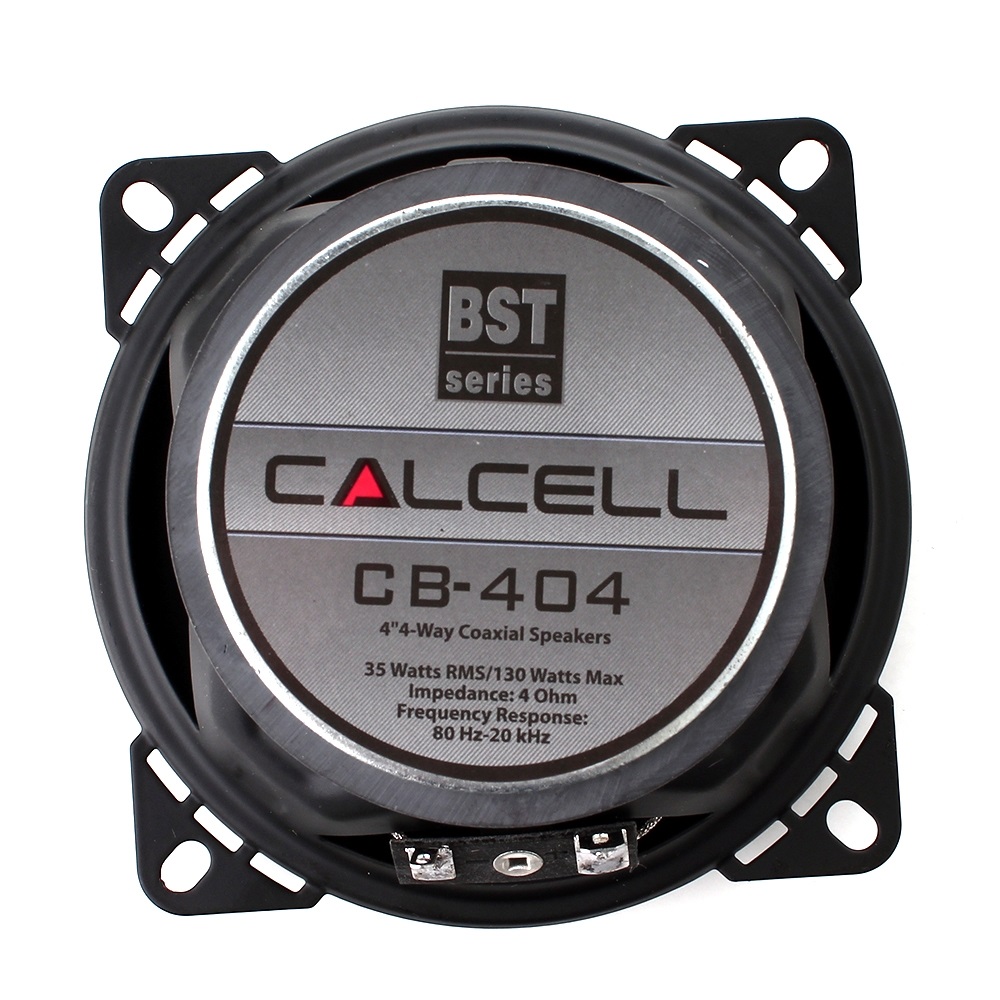 BST
series
CALCELL
CB-404
4"4-Way Coaxial Speakers
35 Watts RMS/130 Watts Max
Impedance: 4 Ohm
Frequency Response:
80 Hz-20 kHz